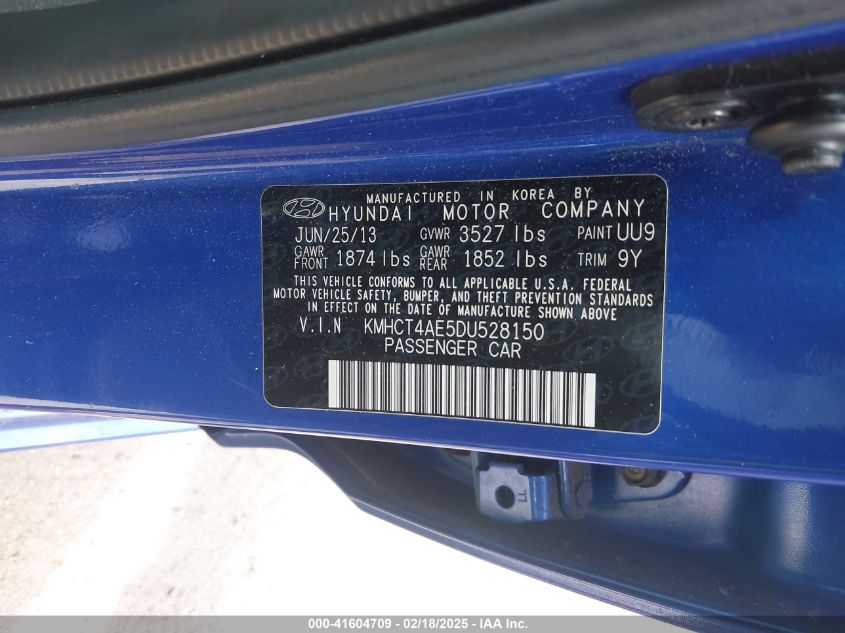 MANUFACTURED IN KOREA BY
HYUNDAI MOTOR COMPANY
JUN/25/13 GVWR 3527 lbs PAINT UU9
GAWR FRONT 1874 lbs GAWR REAR 1852 lbs TRIM 9Y
THIS VEHICLE CONFORMS TO ALL APPLICABLE U.S.A. FEDERAL
MOTOR VEHICLE SAFETY, BUMPER, AND THEFT PREVENTION STANDARDS
IN EFFECT ON THE DATE OF MANUFACTURE SHOWN ABOVE
V.I.N KMHCT4AE5DU528150
PASSENGER CAR
LL
000-41604709 - 02/18/2025 - IAA Inc.